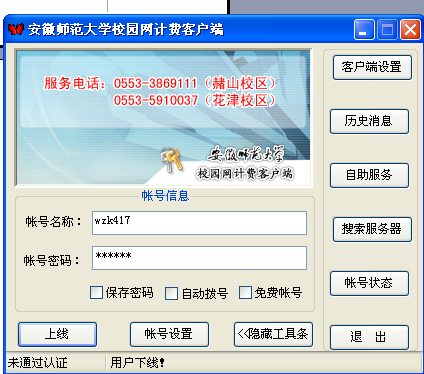 安徽师范大学校园网计费客户端
服务电话：0553-3869111（赭山校区）
0553-5910037（花津校区）
安徽师范大学
校园网计费客户端
帐号信息
帐号名称：
wzk417
帐号密码：
******
保存密码
自动拨号
免费帐号
上线
帐号设置
<<隐藏工具条
客户端设置
历史消息
自助服务
搜索服务器
帐号状态
退 出
未通过认证
用户下线!